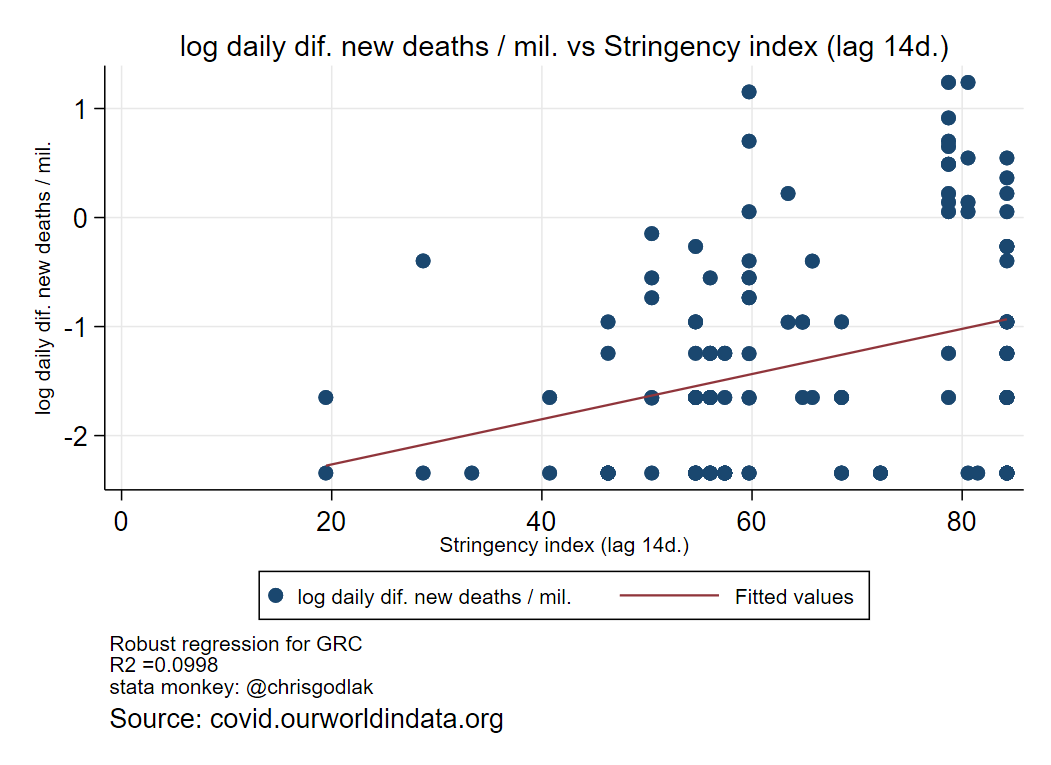 log daily dif. new deaths / mil. vs Stringency index (lag 14d.)
log daily dif. new deaths / mil.
1
0
-1
-2
0 20 40 60 80
Stringency index (lag 14d.)
log daily dif. new deaths / mil. Fitted values
Robust regression for GRC
R2 =0.0998
stata monkey: @chrisgodlak
Source: covid.ourworldindata.org